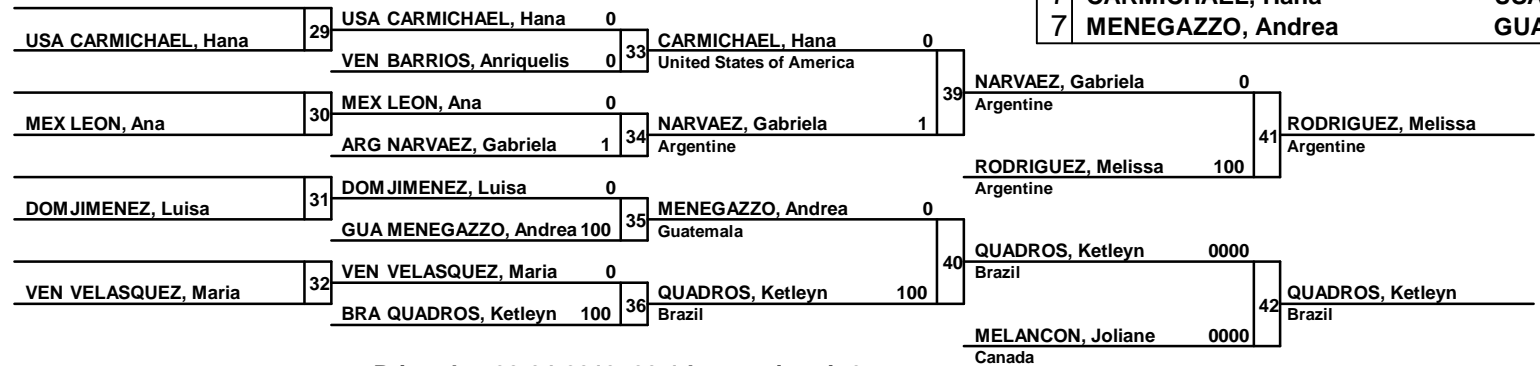 7 CARMICHAEL, Hana USA
7 MENEGAZZO, Andrea GUA
USA CARMICHAEL, Hana
29
USA CARMICHAEL, Hana 0
VEN BARRIOS, Anriquelis 0
33
CARMICHAEL, Hana 0
United States of America
MEX LEON, Ana
30
MEX LEON, Ana 0
ARG NARVAEZ, Gabriela 1
34
NARVAEZ, Gabriela 1
Argentine
39
NARVAEZ, Gabriela 0
Argentine
RODRIGUEZ, Melissa 100
Argentine
41
RODRIGUEZ, Melissa
Argentine
DOM JIMENEZ, Luisa
31
DOM JIMENEZ, Luisa 0
GUA MENEGAZZO, Andrea 100
35
MENEGAZZO, Andrea 0
Guatemala
VEN VELASQUEZ, Maria
32
VEN VELASQUEZ, Maria 0
BRA QUADROS, Ketleyn 100
36
QUADROS, Ketleyn 100
Brazil
40
QUADROS, Ketleyn 0000
Brazil
MELANCON, Joliane 0000
Canada
42
QUADROS, Ketleyn
Brazil